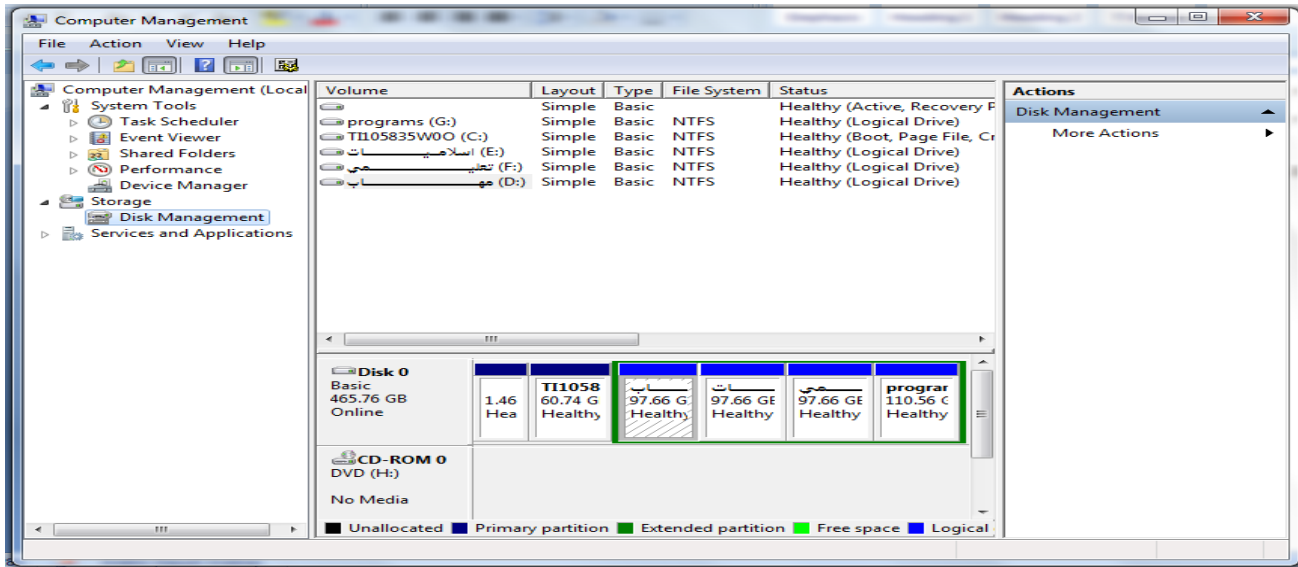 Computer Management
File Action View Help
Computer Management (Local
System Tools
Task Scheduler
Event Viewer
Shared Folders
Performance
Device Manager
Storage
Disk Management
Services and Applications
Volume Layout Type File System Status
Simple Basic Healthy (Active, Recovery P
programs (G:) Simple Basic NTFS Healthy (Logical Drive)
TI105835W0O (C:) Simple Basic NTFS Healthy (Boot, Page File, Cr
اسلاميـــــــــات (E:) Simple Basic NTFS Healthy (Logical Drive)
تعليـــــــــــمي (F:) Simple Basic NTFS Healthy (Logical Drive)
مهـــــــــــاب (D:) Simple Basic NTFS Healthy (Logical Drive)
Disk 0
Basic
465.76 GB
Online
1.46
Hea
TI1058
60.74 G
Healthy
ـــــاب
97.66 G
Healthy
ـــــات
97.66 GE
Healthy
ـــــمي
97.66 GE
Healthy
prograr
110.56 G
Healthy
CD-ROM 0
DVD (H:)
No Media
Unallocated Primary partition Extended partition Free space Logical
Actions
Disk Management
More Actions